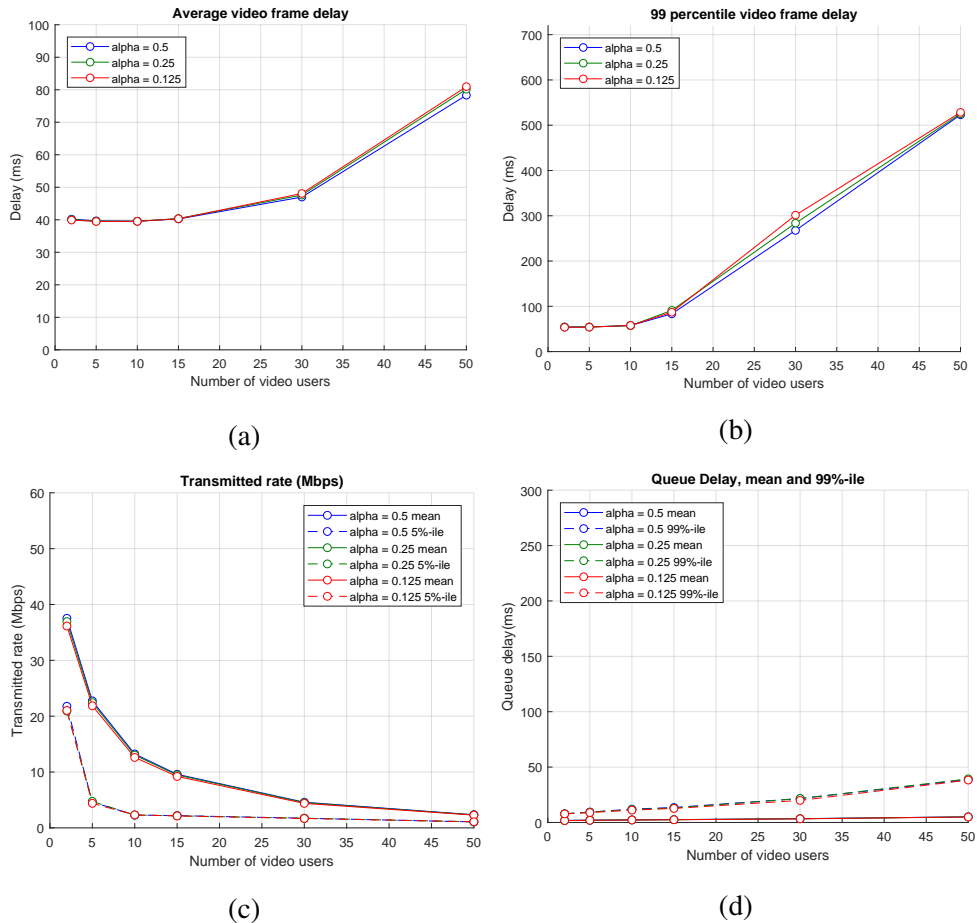 Average video frame delay
100
90
80
70
60
50
40
30
20
10
0
Delay (ms)
alpha = 0.5
alpha = 0.25
alpha = 0.125
0 5 10 15 20 25 30 35 40 45 50
Number of video users
(a)
99 percentile video frame delay
700
600
500
400
300
200
100
0
Delay (ms)
alpha = 0.5
alpha = 0.25
alpha = 0.125
0 5 10 15 20 25 30 35 40 45 50
Number of video users
(b)
Transmitted rate (Mbps)
60
50
40
30
20
10
0
Transmitted rate (Mbps)
alpha = 0.5 mean
alpha = 0.5 5%-ile
alpha = 0.25 mean
alpha = 0.25 5%-ile
alpha = 0.125 mean
alpha = 0.125 5%-ile
0 5 10 15 20 25 30 35 40 45 50
Number of video users
(c)
Queue Delay, mean and 99%-ile
300
250
200
150
100
50
0
Queue delay(ms)
alpha = 0.5 mean
alpha = 0.5 99%-ile
alpha = 0.25 mean
alpha = 0.25 99%-ile
alpha = 0.125 mean
alpha = 0.125 99%-ile
0 5 10 15 20 25 30 35 40 45 50
Number of video users
(d)